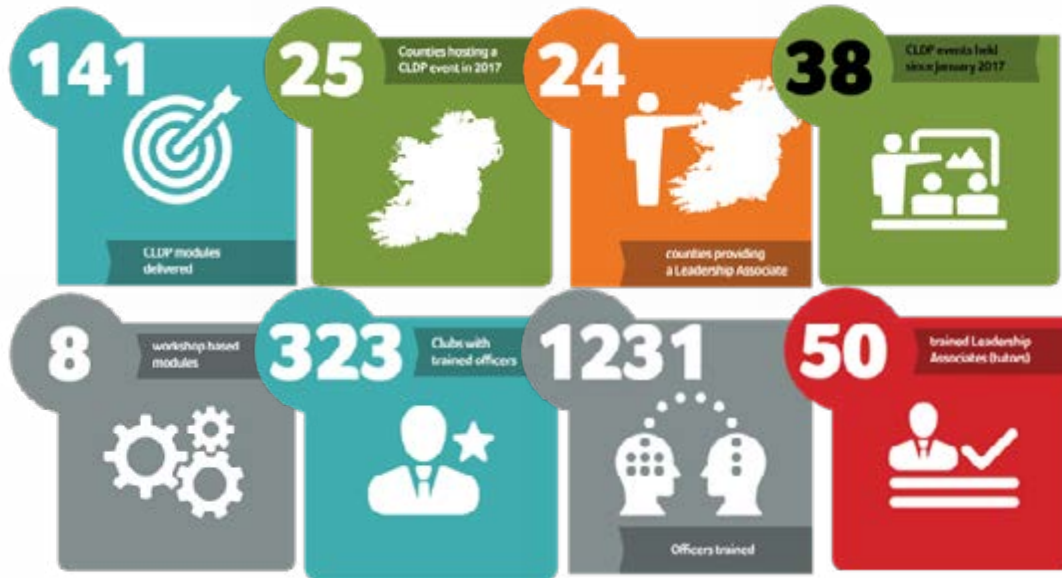 141
CLDP modules
delivered
25
Counties hosting a
CLDP event in 2017
24
counties providing
a Leadership Associate
38
CLDP events held
since January 2017
8
workshop based
modules
323
Clubs with
trained officers
1231
Officers trained
50
trained Leadership
Associates (tutors)